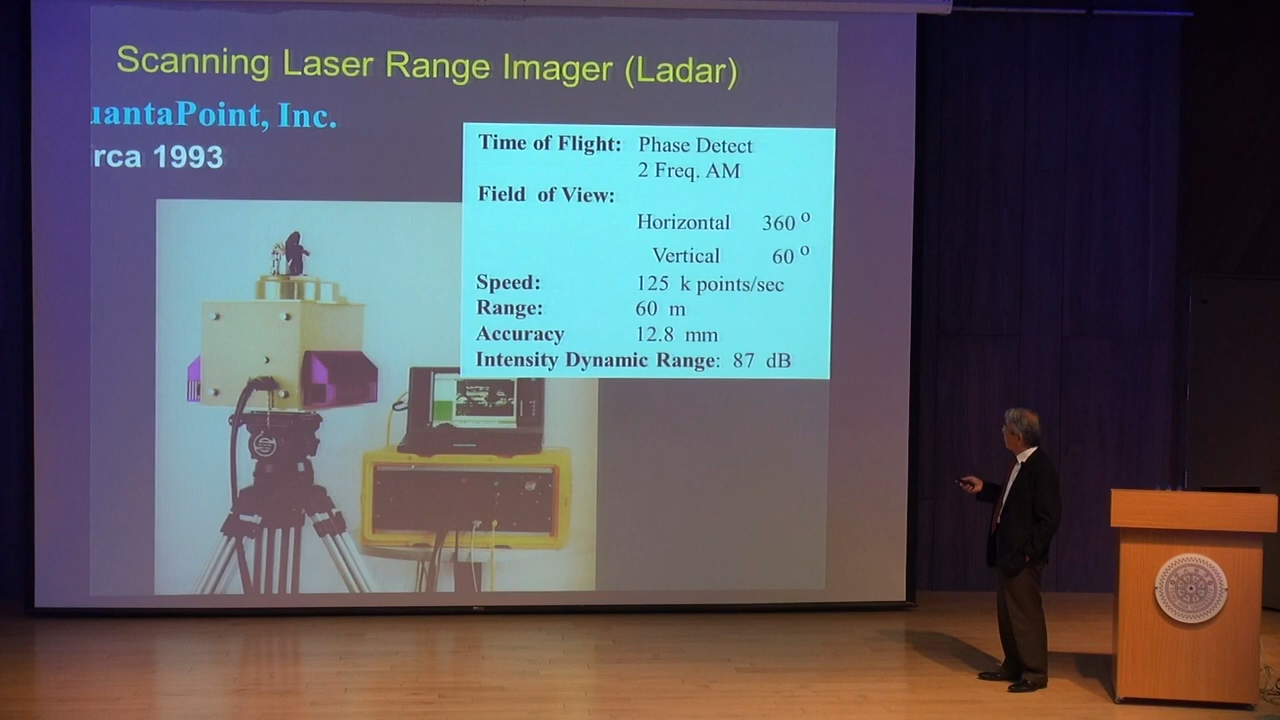 Scanning Laser Range Imager (Ladar)
uantaPoint, Inc.
rca 1993
Time of Flight: Phase Detect
2 Freq. AM
Field of View:
Horizontal 360 o
Vertical 60 o
Speed: 125 k points/sec
Range: 60 m
Accuracy 12.8 mm
Intensity Dynamic Range: 87 dB